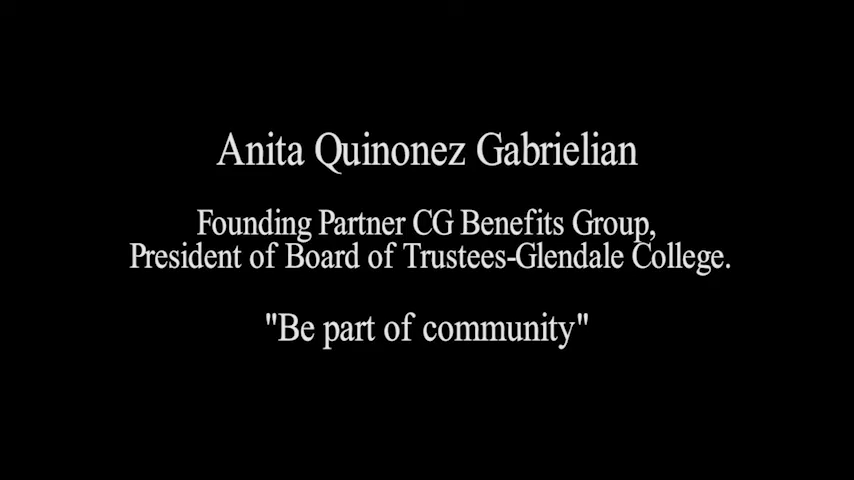 Anita Quinonez Gabrielian
Founding Partner CG Benefits Group,
President of Board of Trustees-Glendale College.
"Be part of community"